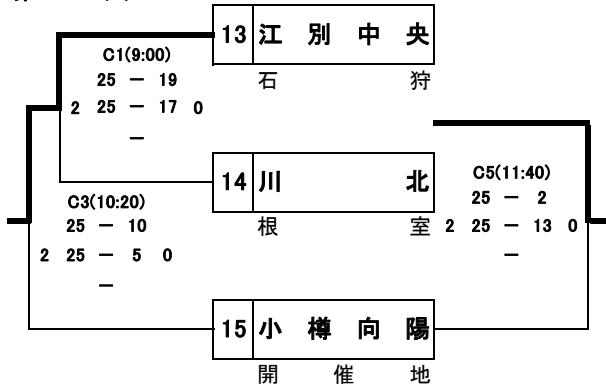 13 江別中央
石狩
C1(9:00)
25 － 19
2 25 － 17 0
－
14 川北
根室
C3(10:20)
25 － 10
2 25 － 5 0
－
C5(11:40)
25 － 2
2 25 － 13 0
－
15 小樽向陽
開催地